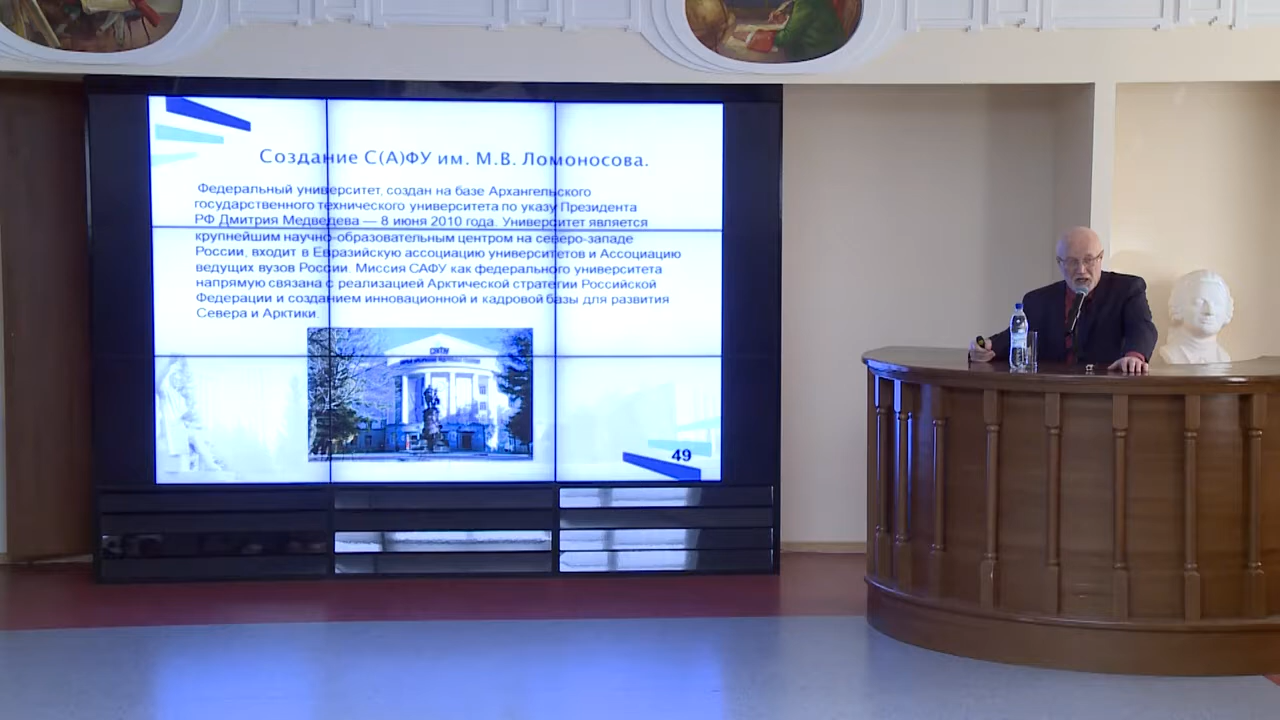 Создание С(А)ФУ им. М.В. Ломоносова.
Федеральный университет, создан на базе Архангельского
государственного технического университета по указу Президента
РФ Дмитрия Медведева — 8 июня 2010 года. Университет является
крупнейшим научно-образовательным центром на северо-западе
России, входит в Евразийскую ассоциацию университетов и Ассоциацию
ведущих вузов России. Миссия САФУ как федерального университета
напрямую связана с реализацией Арктической стратегии Российской
Федерации и созданием инновационной и кадровой базы для развития
Севера и Арктики.
49